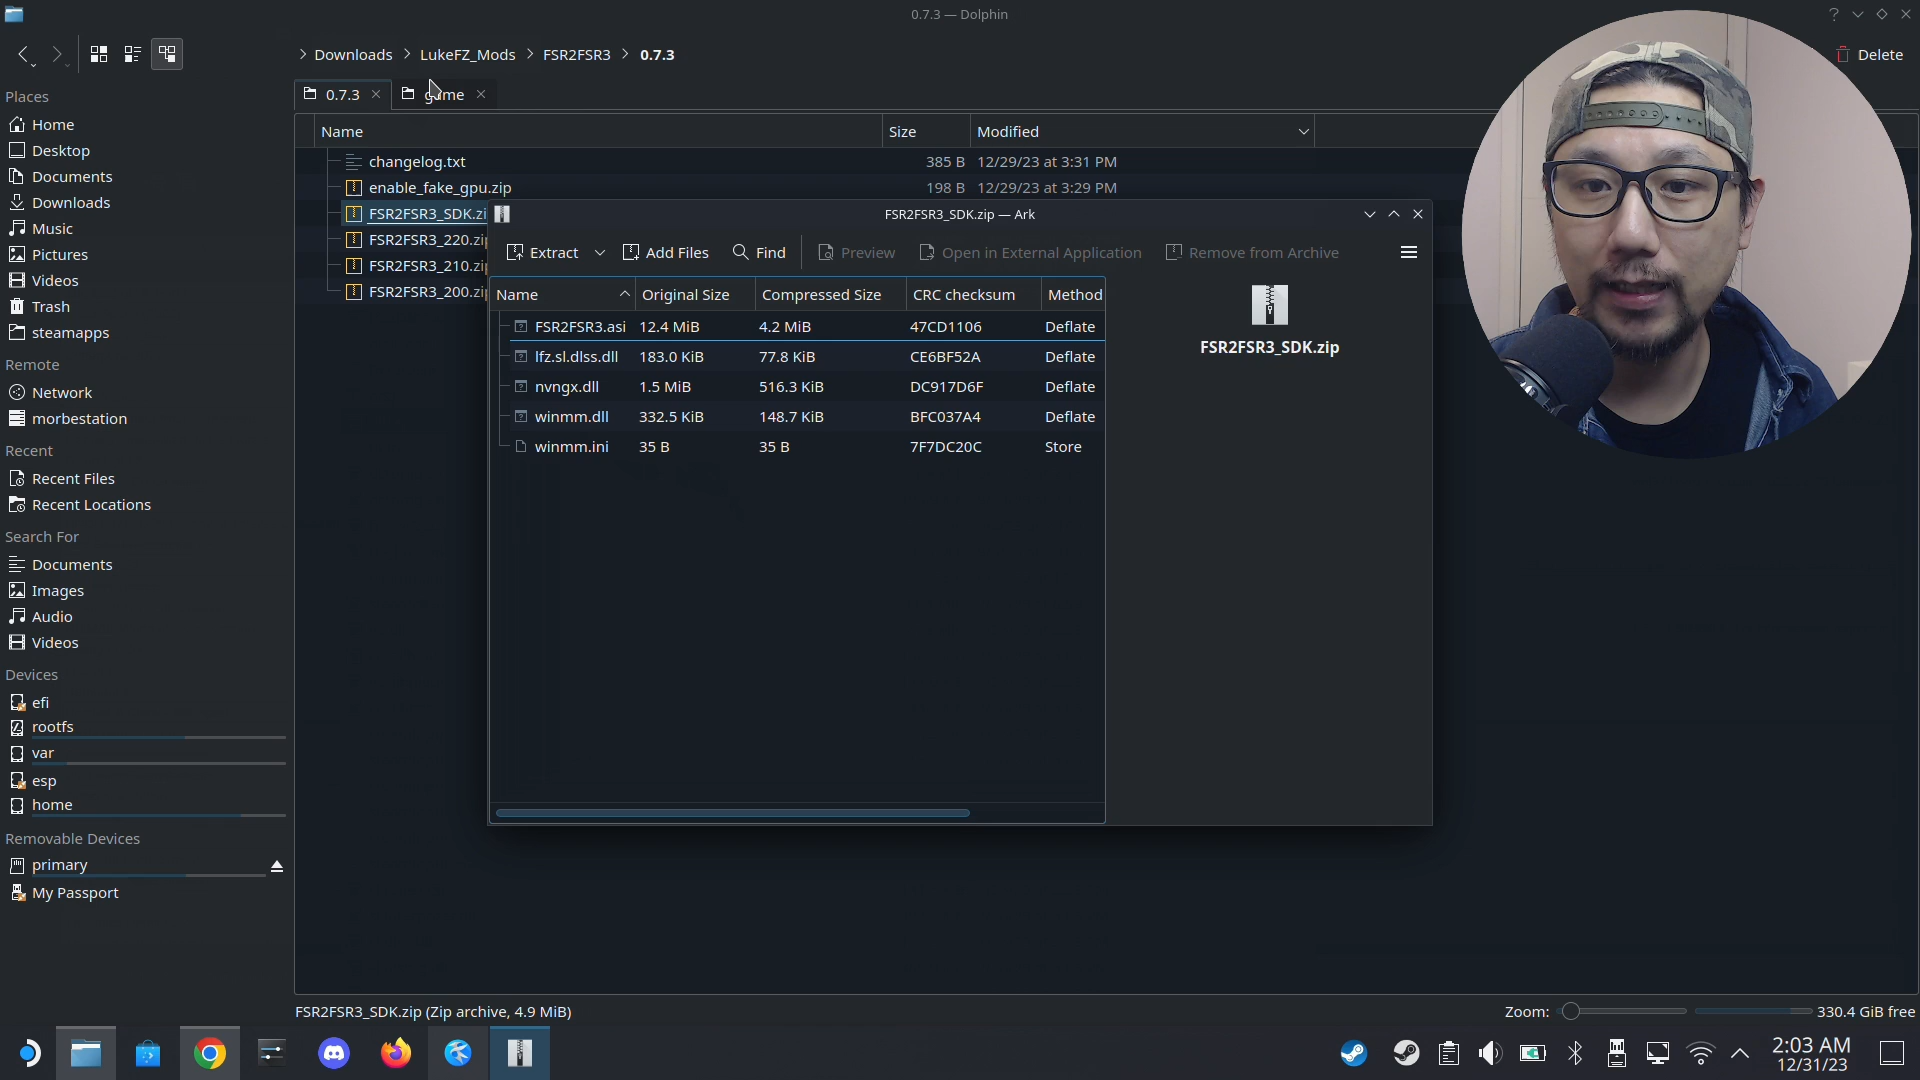 0.7.3 — Dolphin
Downloads > LukeFZ_Mods > FSR2FSR3 > 0.7.3
Delete
0.7.3
game
Places
Home
Desktop
Documents
Downloads
Music
Pictures
Videos
Trash
steamapps
Remote
Network
morbestation
Recent
Recent Files
Recent Locations
Search For
Documents
Images
Audio
Videos
Devices
efi
rootfs
var
esp
home
Removable Devices
primary
My Passport
Name Size Modified
changelog.txt 385 B 12/29/23 at 3:31 PM
enable_fake_gpu.zip 198 B 12/29/23 at 3:29 PM
FSR2FSR3_SDK.zi
FSR2FSR3_220.zip
FSR2FSR3_210.zip
FSR2FSR3_200.zip
FSR2FSR3_SDK.zip — Ark
Extract Add Files Find Preview Open in External Application Remove from Archive
Name Original Size Compressed Size CRC checksum Method
FSR2FSR3.asi 12.4 MiB 4.2 MiB 47CD1106 Deflate
lfz.sl.dlss.dll 183.0 KiB 77.8 KiB CE6BF52A Deflate
nvngx.dll 1.5 MiB 516.3 KiB DC917D6F Deflate
winmm.dll 332.5 KiB 148.7 KiB BFC037A4 Deflate
winmm.ini 35 B 35 B 7F7DC20C Store
FSR2FSR3_SDK.zip
FSR2FSR3_SDK.zip (Zip archive, 4.9 MiB)
Zoom: 330.4 GiB free
2:03 AM
12/31/23